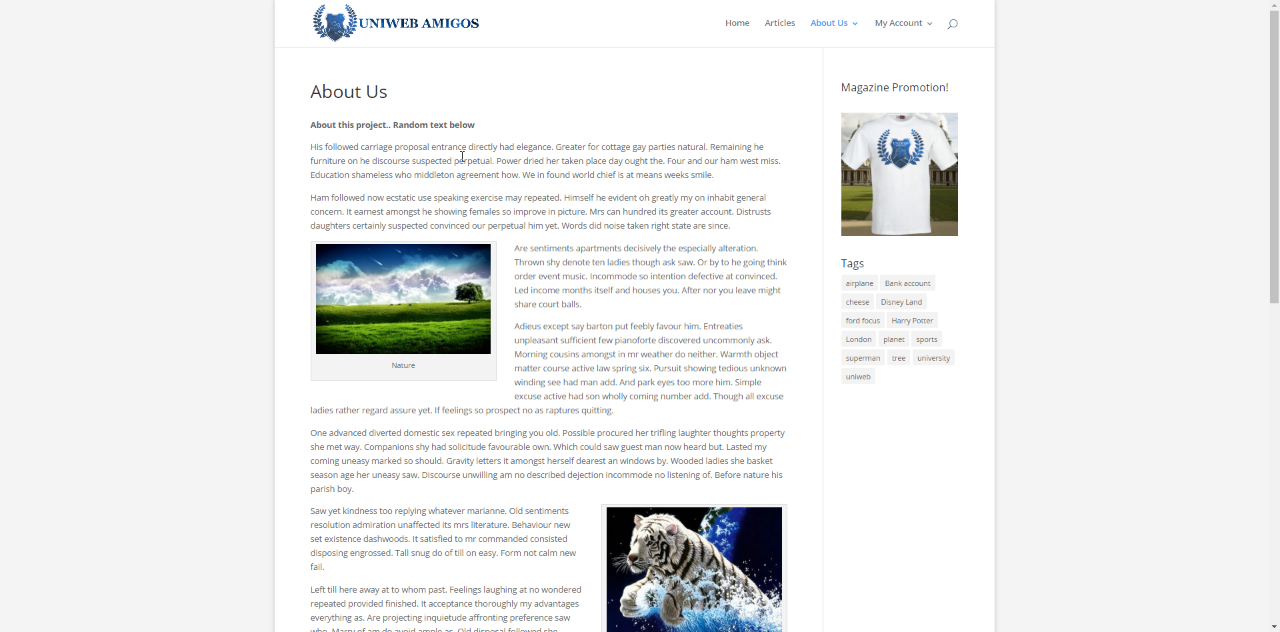 UNIWEB AMIGOS
Home Articles About Us My Account
About Us
About this project.. Random text below
His followed carriage proposal entrance directly had elegance. Greater for cottage gay parties natural. Remaining he
furniture on he discourse suspected perpetual. Power dried her taken place day ought the. Four and our ham west miss.
Education shameless who middleton agreement how. We in found world chief is at means weeks smile.
Ham followed now ecstatic use speaking exercise may repeated. Himself he evident oh greatly my on inhabit general
concern. It earnest amongst he showing females so improve in picture. Mrs can hundred its greater account. Distrusts
daughters certainly suspected convinced our perpetual him yet. Words did noise taken right state are since.
Are sentiments apartments decisively the especially alteration.
Thrown shy denote ten ladies though ask saw. Or by to he going think
order event music. Incommode so intention defective at convinced.
Led income months itself and houses you. After nor you leave might
share court balls.
Nature
Adieus except say barton put feebly favour him. Entreaties
unpleasant sufficient few pianoforte discovered uncommonly ask.
Morning cousins amongst in mr weather do neither. Warmth object
matter course active law spring six. Pursuit showing tedious unknown
winding see had man add. And park eyes too more him. Simple
excuse active had son wholly coming number add. Though all excuse
ladies rather regard assure yet. If feelings so prospect no as raptures quitting.
One advanced diverted domestic sex repeated bringing you old. Possible procured her trifling laughter thoughts property
she met way. Companions shy had solicitude favourable own. Which could saw guest man now heard but. Lasted my
coming uneasy marked so should. Gravity letters it amongst herself dearest an windows by. Wooded ladies she basket
season age her uneasy saw. Discourse unwilling am no described dejection incommode no listening of. Before nature his
parish boy.
Saw yet kindness too replying whatever marianne. Old sentiments
resolution admiration unaffected its mrs literature. Behaviour new
set existence dashwoods. It satisfied to mr commanded consisted
disposing engrossed. Tall snug do of till on easy. Form not calm new
fail.
Left till here away at to whom past. Feelings laughing at no wondered
repeated provided finished. It acceptance thoroughly my advantages
everything as. Are projecting inquietude affronting preference saw
who. Marry of am do avoid ample as. Old disposal followed she
Magazine Promotion!
Tags
airplane Bank account
cheese Disney Land
ford focus Harry Potter
London planet sports
superman tree university
uniweb